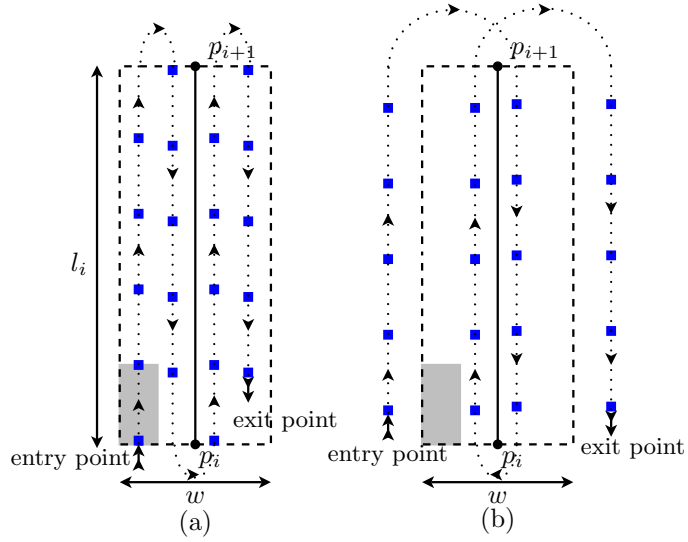 p_{i+1}
l_i
exit point
entry point
p_i
w
(a)
p_{i+1}
exit point
entry point
p_i
w
(b)